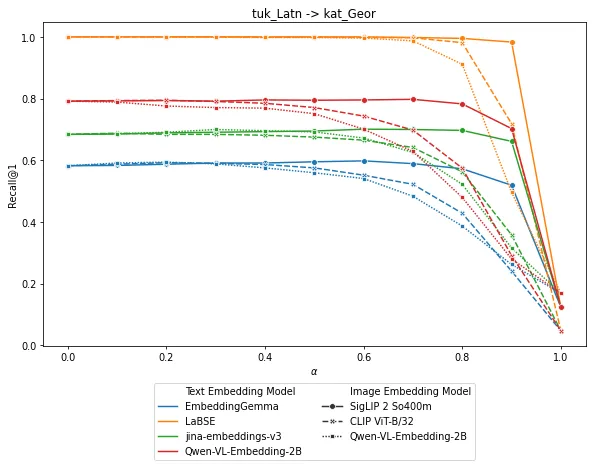 tuk_Latn -> kat_Geor
Recall@1
1.0
0.8
0.6
0.4
0.2
0.0
0.0 0.2 0.4 0.6 0.8 1.0
α
Text Embedding Model
EmbeddingGemma
LaBSE
jina-embeddings-v3
Qwen-VL-Embedding-2B
Image Embedding Model
SigLIP 2 So400m
CLIP ViT-B/32
Qwen-VL-Embedding-2B